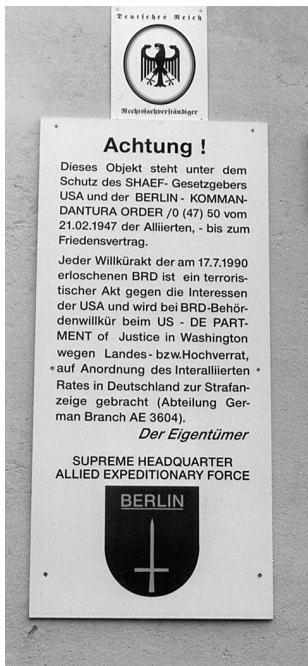 Deutsches Reich
Rechtssachverständiger
Achtung !
Dieses Objekt steht unter dem
Schutz des SHAEF- Gesetzgebers
USA und der BERLIN - KOMMAN-
DANTURA ORDER /0 (47) 50 vom
21.02.1947 der Alliierten, - bis zum
Friedensvertrag.
Jeder Willkürakt der am 17.7.1990
erloschenen BRD ist ein terroris-
tischer Akt gegen die Interessen
der USA und wird bei BRD-Behör-
denwillkür beim US - DE PART-
MENT of Justice in Washington
wegen Landes- bzw.Hochverrat,
auf Anordnung des Interalliierten
Rates in Deutschland zur Strafan-
zeige gebracht (Abteilung Ger-
man Branch AE 3604).
Der Eigentümer
SUPREME HEADQUARTER
ALLIED EXPEDITIONARY FORCE
BERLIN